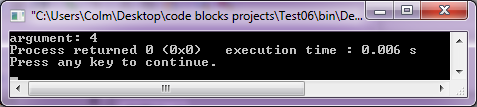 "C:\Users\Colm\Desktop\code blocks projects\Test06\bin\De...
argument: 4
Process returned 0 (0x0)   execution time : 0.006 s
Press any key to continue.